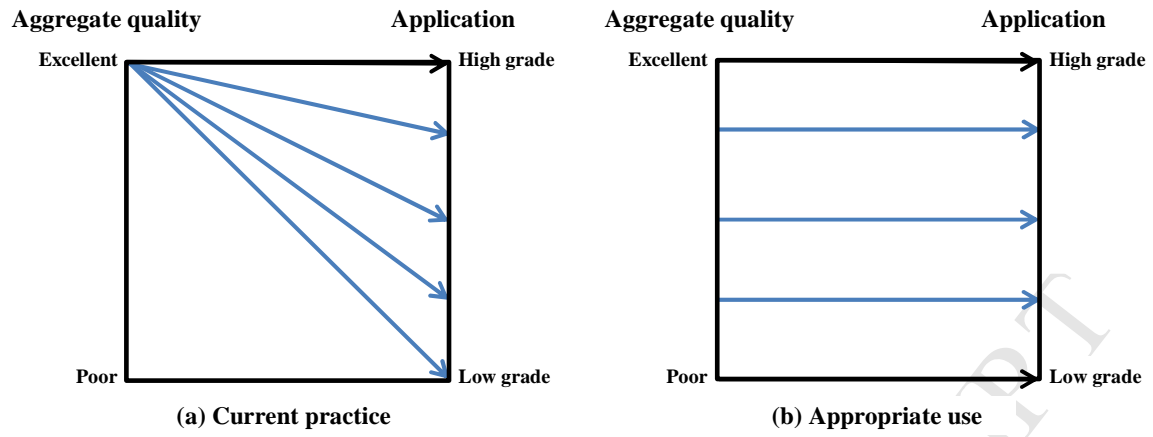 Aggregate quality Application
Excellent High grade
Poor Low grade
(a) Current practice
Aggregate quality Application
Excellent High grade
Poor Low grade
(b) Appropriate use